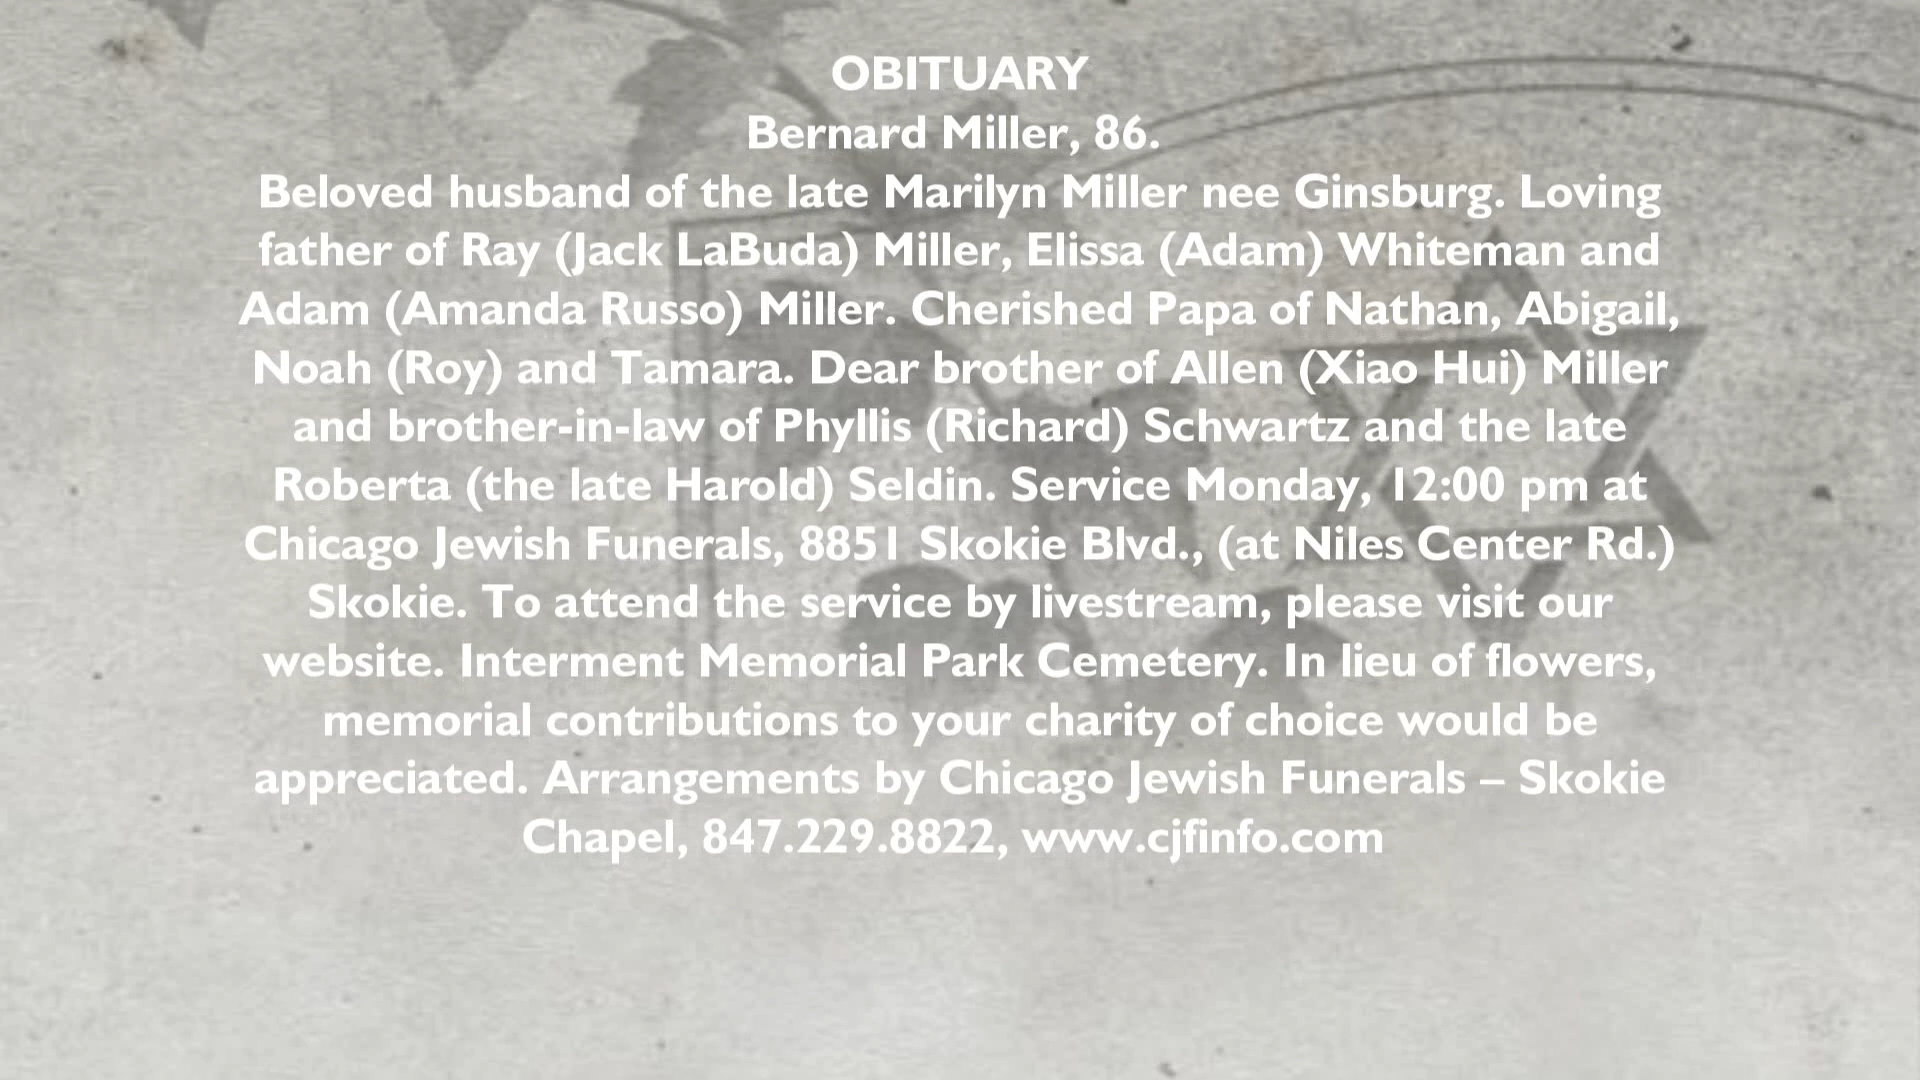 OBITUARY
Bernard Miller, 86.
Beloved husband of the late Marilyn Miller nee Ginsburg. Loving
father of Ray (Jack LaBuda) Miller, Elissa (Adam) Whiteman and
Adam (Amanda Russo) Miller. Cherished Papa of Nathan, Abigail,
Noah (Roy) and Tamara. Dear brother of Allen (Xiao Hui) Miller
and brother-in-law of Phyllis (Richard) Schwartz and the late
Roberta (the late Harold) Seldin. Service Monday, 12:00 pm at
Chicago Jewish Funerals, 8851 Skokie Blvd., (at Niles Center Rd.)
Skokie. To attend the service by livestream, please visit our
website. Interment Memorial Park Cemetery. In lieu of flowers,
memorial contributions to your charity of choice would be
appreciated. Arrangements by Chicago Jewish Funerals – Skokie
Chapel, 847.229.8822, www.cjfinfo.com